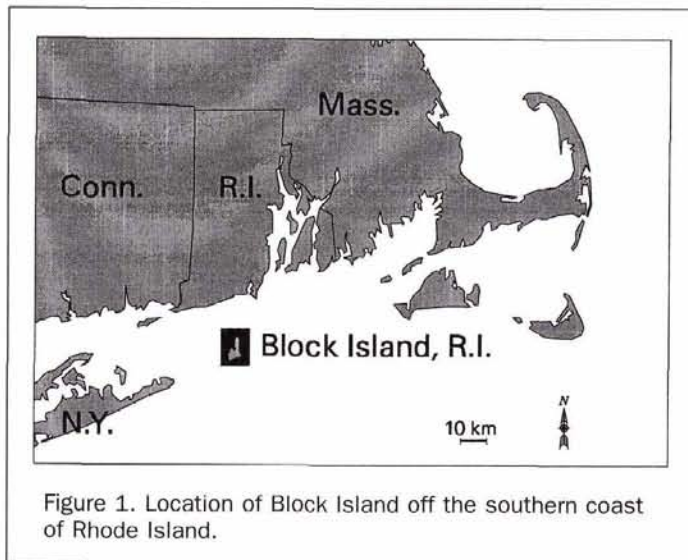 Mass.
Conn.
R.I.
Block Island, R.I.
N.Y.
10 km
N
Figure 1. Location of Block Island off the southern coast
of Rhode Island.